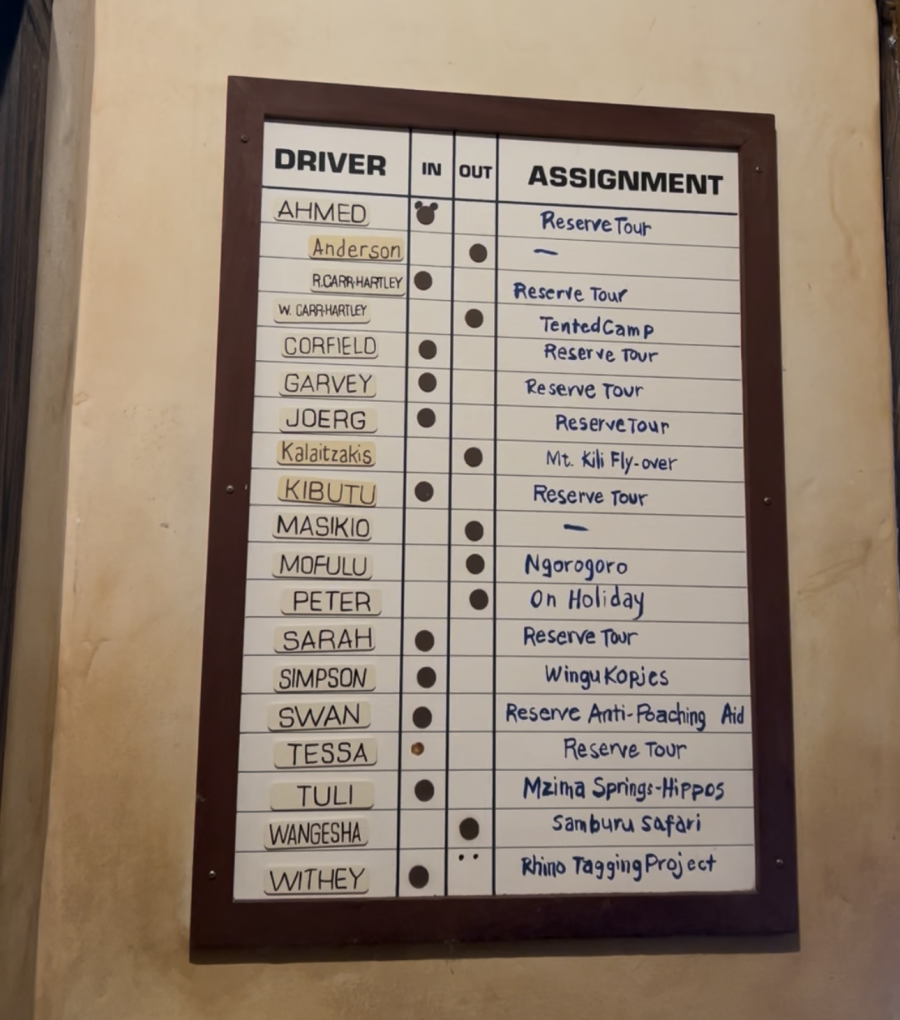 DRIVER IN OUT ASSIGNMENT
AHMED Reserve Tour
Anderson —
R.CARR-HARTLEY Reserve Tour
W. CARR-HARTLEY Tented Camp
CORFIELD Reserve Tour
GARVEY Reserve Tour
JOERG Reserve Tour
Kalaitzakis Mt. Kili Fly-over
KIBUTU Reserve Tour
MASIKIO —
MOFULU Ngorogoro
PETER On Holiday
SARAH Reserve Tour
SIMPSON Wingu Kopjes
SWAN Reserve Anti-Poaching Aid
TESSA Reserve Tour
TULI Mzima Springs-Hippos
WANGESHA Samburu Safari
WITHEY Rhino Tagging Project